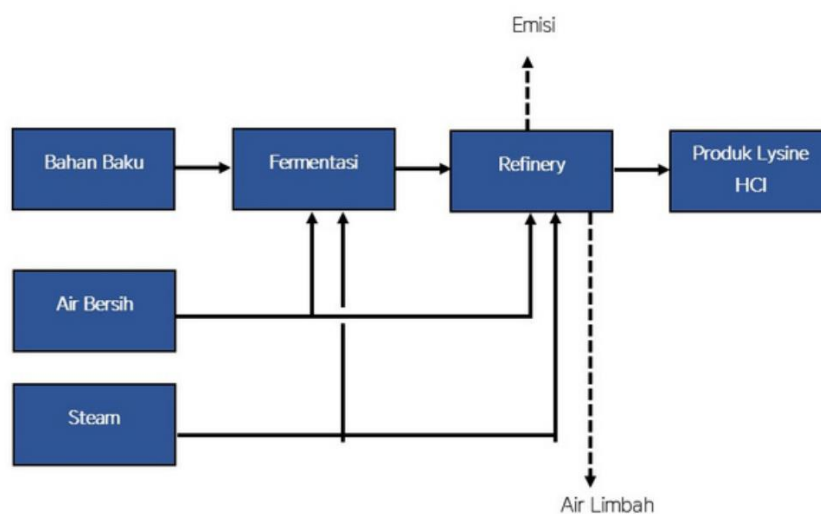 Emisi
Bahan Baku
Fermentasi
Refinery
Produk Lysine
HCl
Air Bersih
Steam
Air Limbah